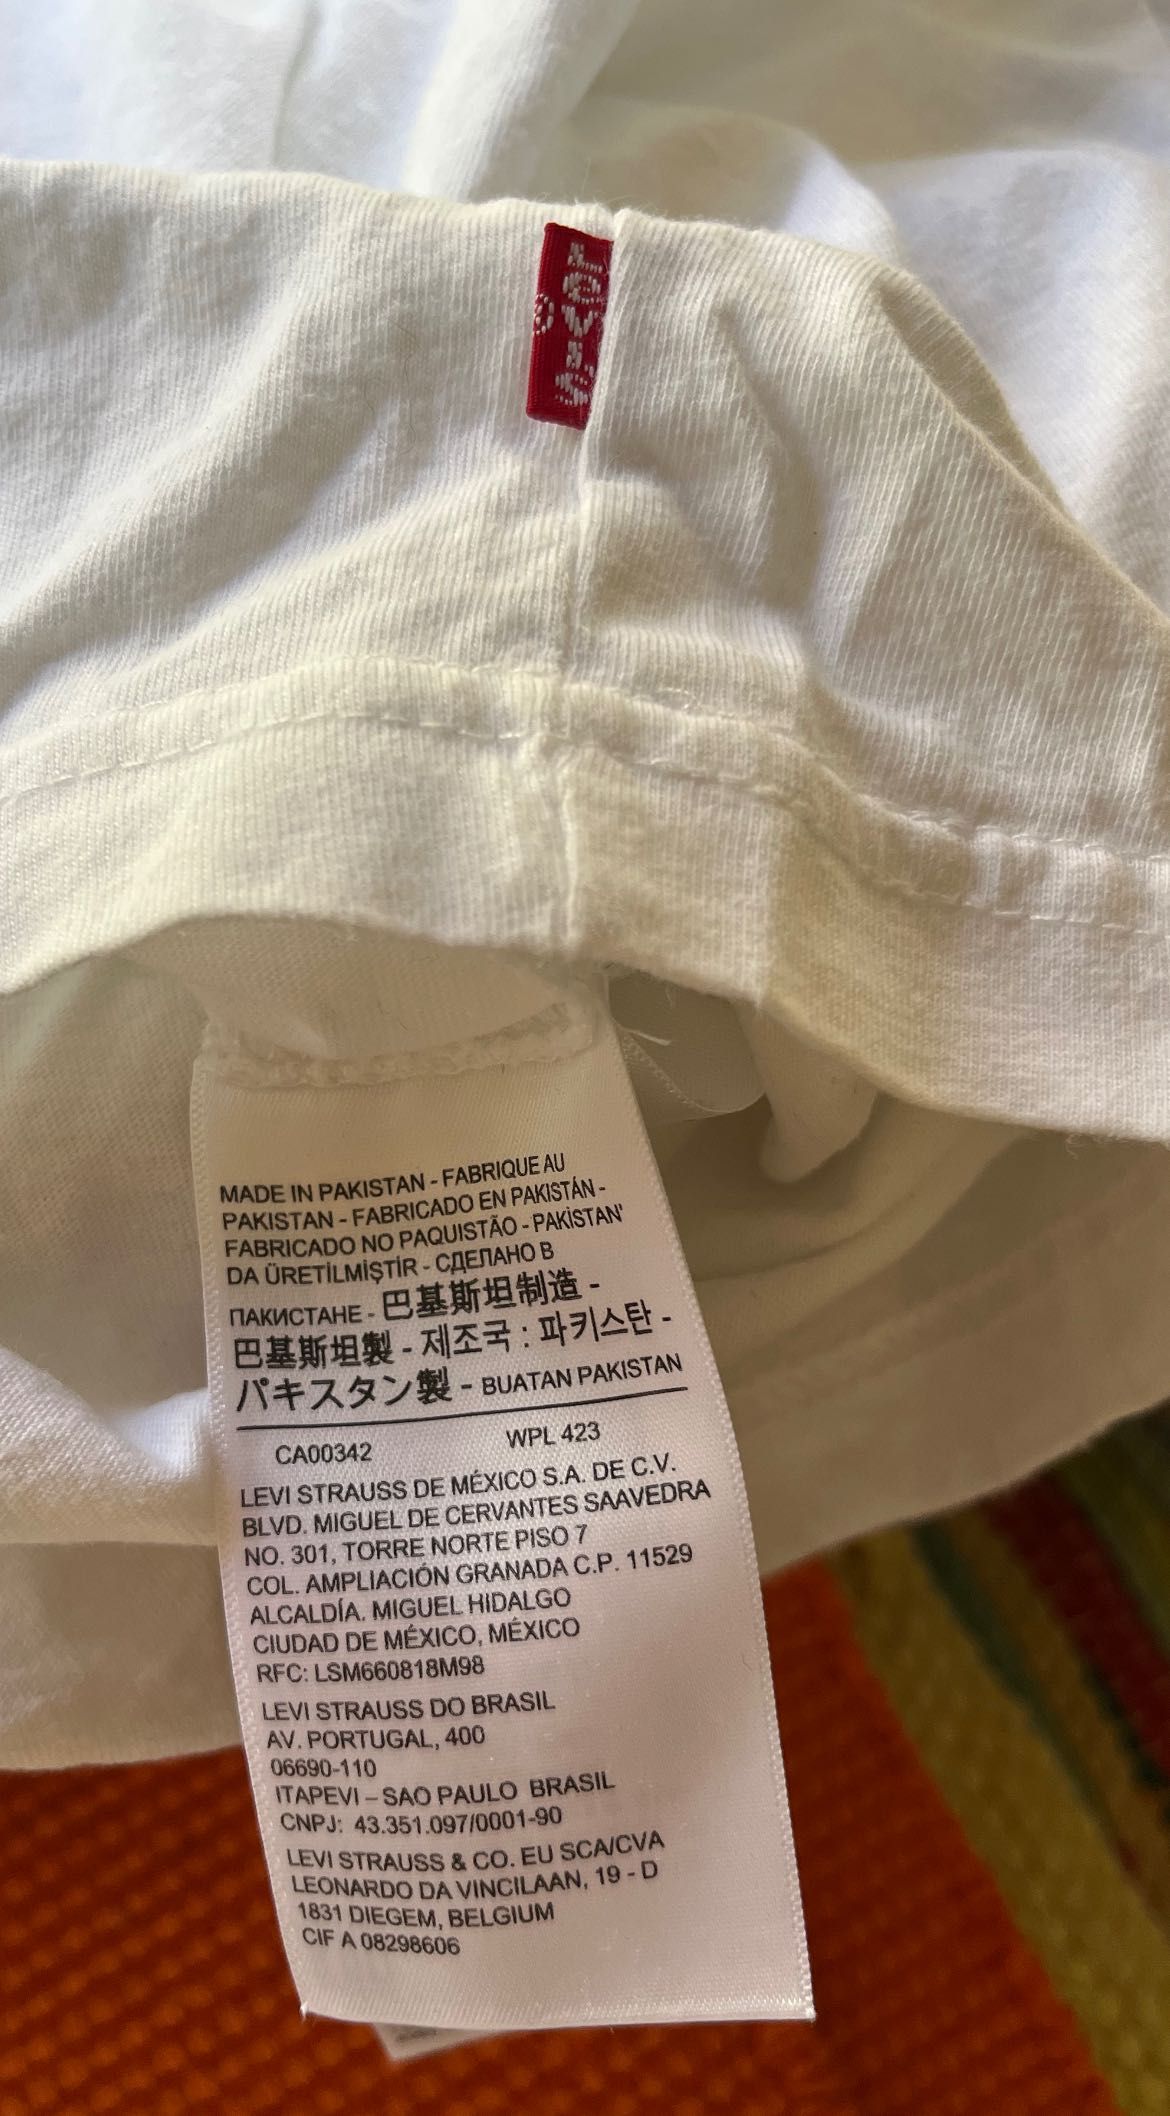 Levi's
®
MADE IN PAKISTAN - FABRIQUE AU
PAKISTAN - FABRICADO EN PAKISTÁN -
FABRICADO NO PAQUISTÃO - PAKİSTAN'
DA ÜRETİLMİŞTİR - СДЕЛАНО В
ПАКИСТАНЕ - 巴基斯坦制造 -
巴基斯坦製 - 제조국 : 파키스탄 -
パキスタン製 - BUATAN PAKISTAN
CA00342 WPL 423
LEVI STRAUSS DE MÉXICO S.A. DE C.V.
BLVD. MIGUEL DE CERVANTES SAAVEDRA
NO. 301, TORRE NORTE PISO 7
COL. AMPLIACIÓN GRANADA C.P. 11529
ALCALDÍA. MIGUEL HIDALGO
CIUDAD DE MÉXICO, MÉXICO
RFC: LSM660818M98
LEVI STRAUSS DO BRASIL
AV. PORTUGAL, 400
06690-110
ITAPEVI – SAO PAULO BRASIL
CNPJ: 43.351.097/0001-90
LEVI STRAUSS & CO. EU SCA/CVA
LEONARDO DA VINCILAAN, 19 - D
1831 DIEGEM, BELGIUM
CIF A 08298606